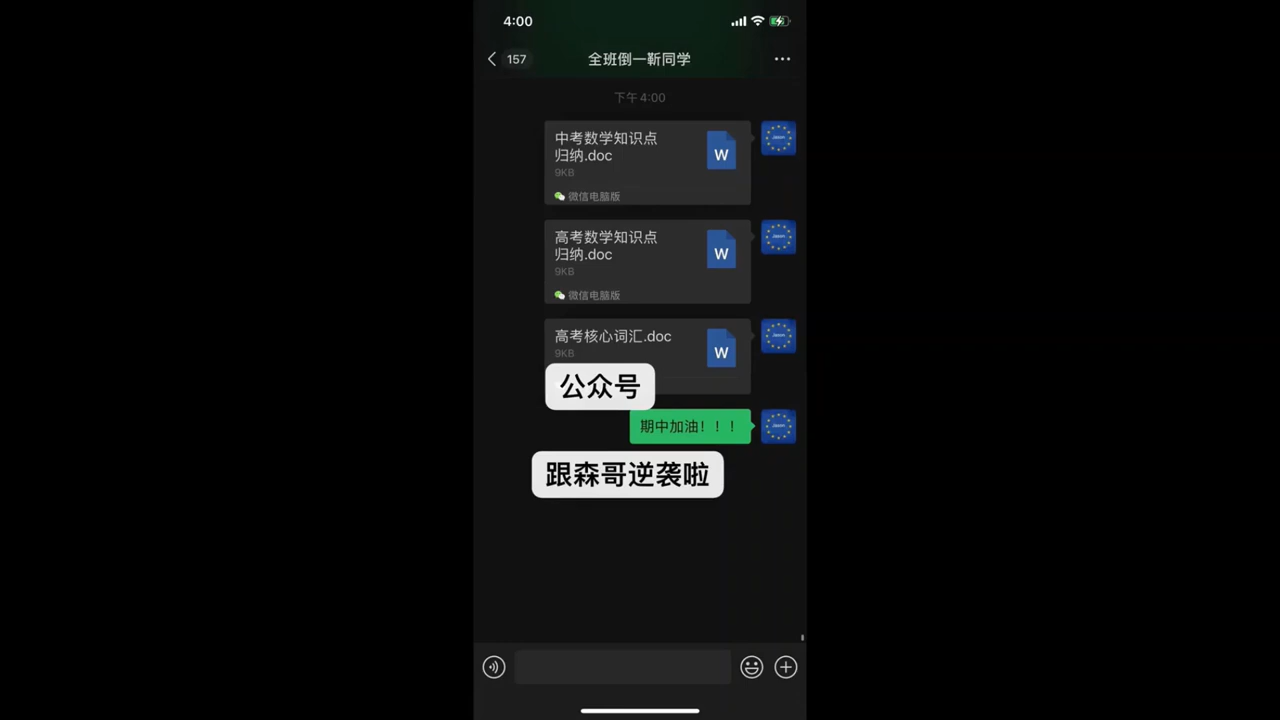 4:00
157
全班倒一靳同学
下午4:00
中考数学知识点
归纳.doc
9KB
微信电脑版
高考数学知识点
归纳.doc
9KB
微信电脑版
高考核心词汇.doc
9KB
公众号
期中加油！！！
跟森哥逆袭啦